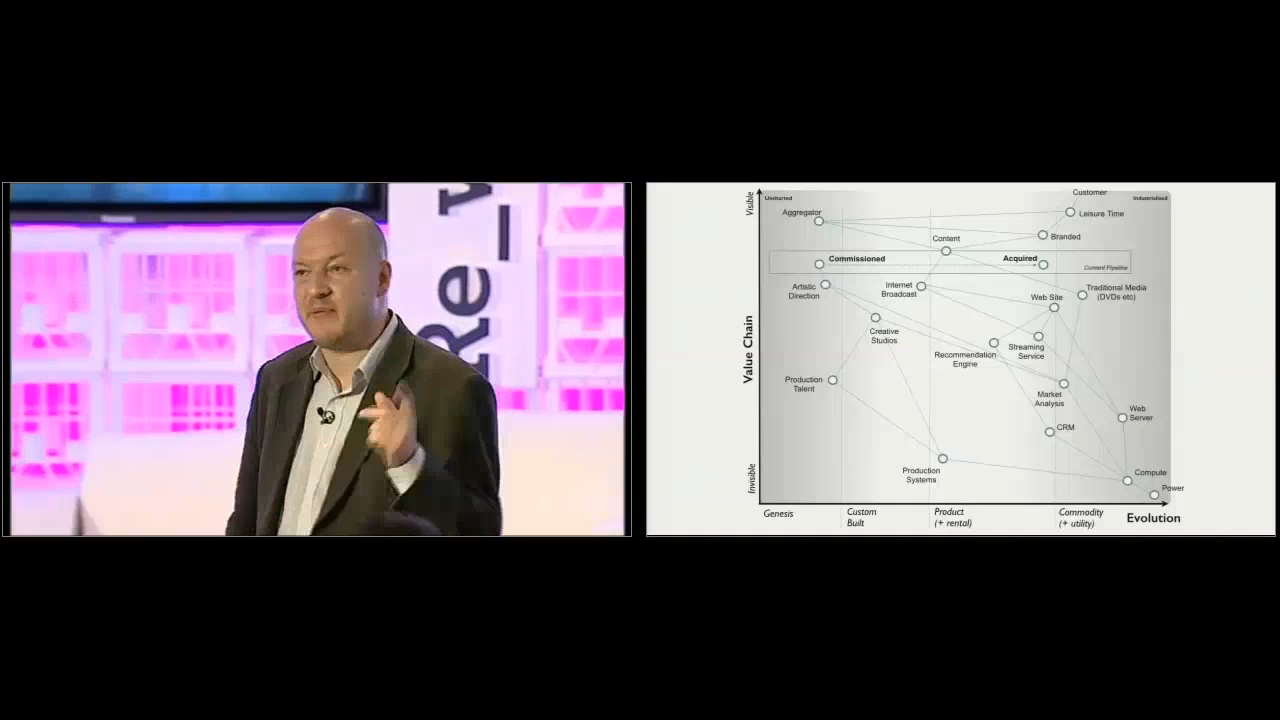 Re_v
Visible
Uncharted
Customer
Industrialised
Aggregator
Leisure Time
Branded
Content
Commissioned
Acquired
Content Pipeline
Artistic
Direction
Internet
Broadcast
Web Site
Traditional Media
(DVDs etc)
Creative
Studios
Recommendation
Engine
Streaming
Service
Value Chain
Production
Talent
Market
Analysis
Web
Server
CRM
Production
Systems
Compute
Power
Invisible
Genesis
Custom
Built
Product
(+ rental)
Commodity
(+ utility)
Evolution